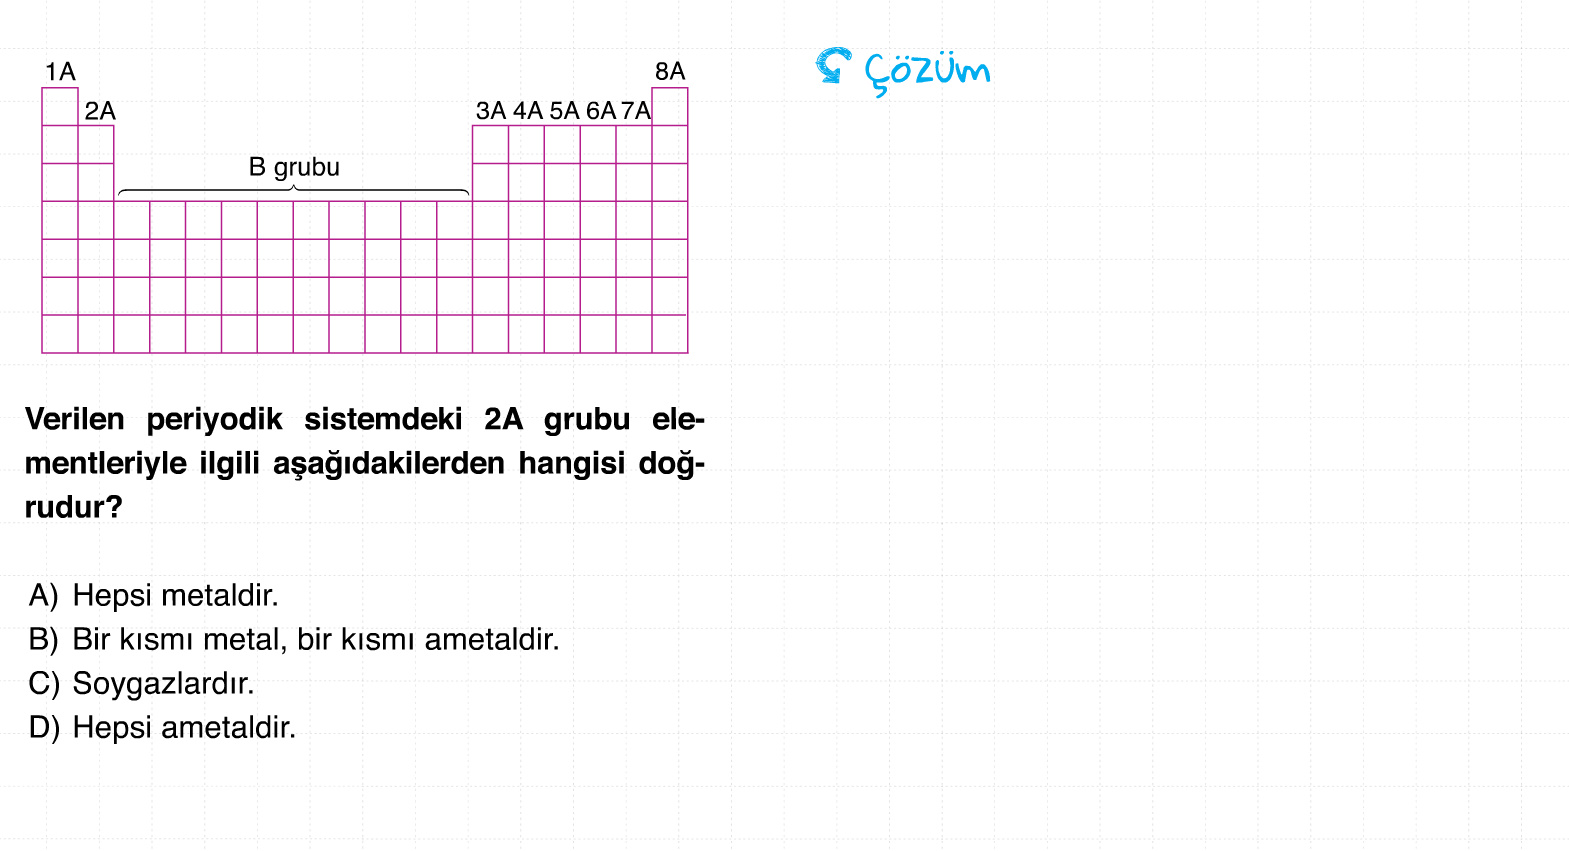 1A
8A
2A
3A 4A 5A 6A 7A
B grubu
Çözüm
Verilen periyodik sistemdeki 2A grubu ele-
mentleriyle ilgili aşağıdakilerden hangisi doğ-
rudur?
A) Hepsi metaldir.
B) Bir kısmı metal, bir kısmı ametaldir.
C) Soygazlardır.
D) Hepsi ametaldir.